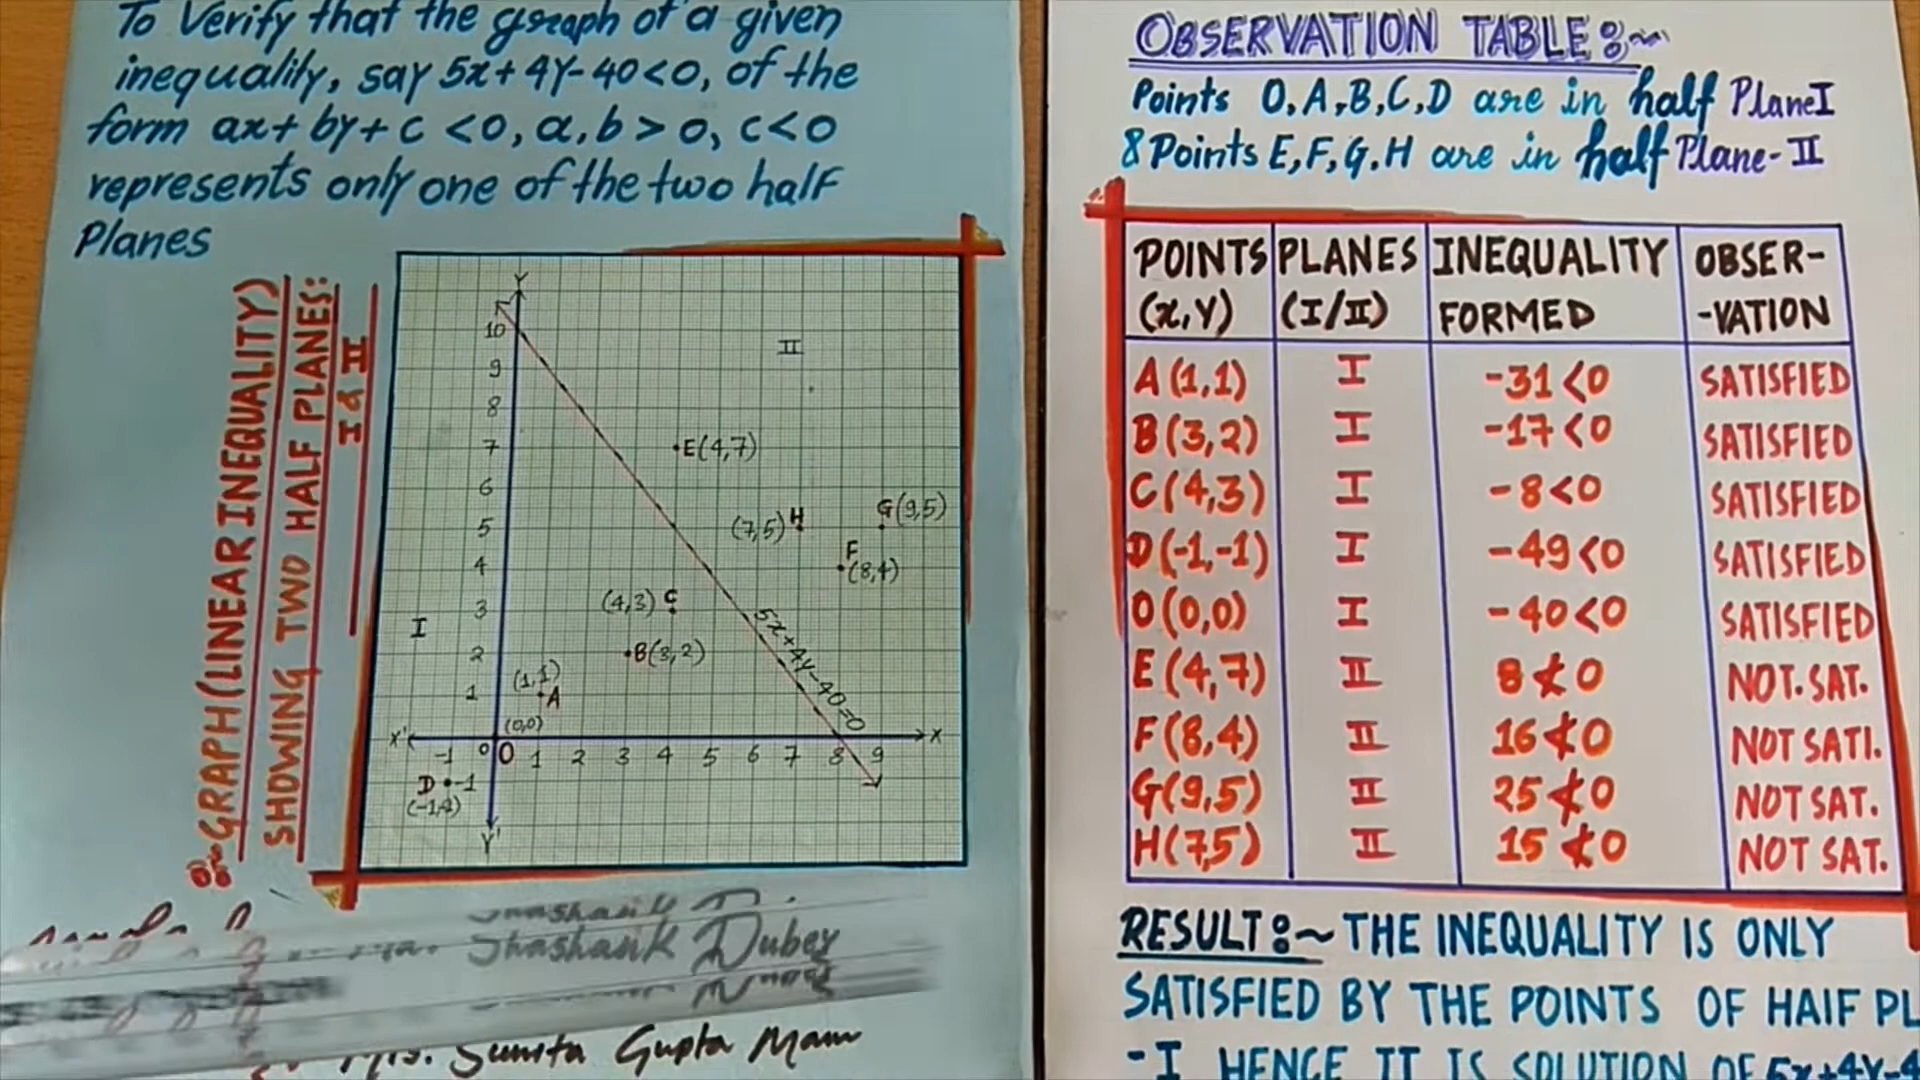 To Verify that the graph of a given
inequality, say 5x+4y-40<0, of the
form ax+by+c <0, a,b>0, c<0
represents only one of the two half
Planes
GRAPH(LINEAR INEQUALITY)
SHOWING TWO HALF PLANES:
I & II
Y
10
II
9
8
7
E(4,7)
6
5
(7,5) H
G(9,5)
4
F
(8,4)
3
(4,3) C
I
2
B(3,2)
5x+4y-40=0
1
(1,1)
A
(0,0)
X'
-1
0
O
1 2 3 4 5 6 7 8 9
X
D
-1
Y'
Shashank Dubey
Mrs. Sunita Gupta Mam
OBSERVATION TABLE:~
Points O,A,B,C,D are in half Plane I
& Points E,F,G,H are in half Plane-II
POINTS (x,y) PLANES (I/II) INEQUALITY FORMED OBSER--VATION
A(1,1) I -31<0 SATISFIED
B(3,2) I -17<0 SATISFIED
C(4,3) I -8<0 SATISFIED
D(-1,-1) I -49<0 SATISFIED
O(0,0) I -40<0 SATISFIED
E(4,7) II 8≮0 NOT.SAT.
F(8,4) II 16≮0 NOT SATI.
G(9,5) II 25≮0 NOT SAT.
H(7,5) II 15≮0 NOT SAT.
RESULT:~ THE INEQUALITY IS ONLY
SATISFIED BY THE POINTS OF HAlF PL
-I HENCE IT IS SOLUTION OF 5x+4y-4